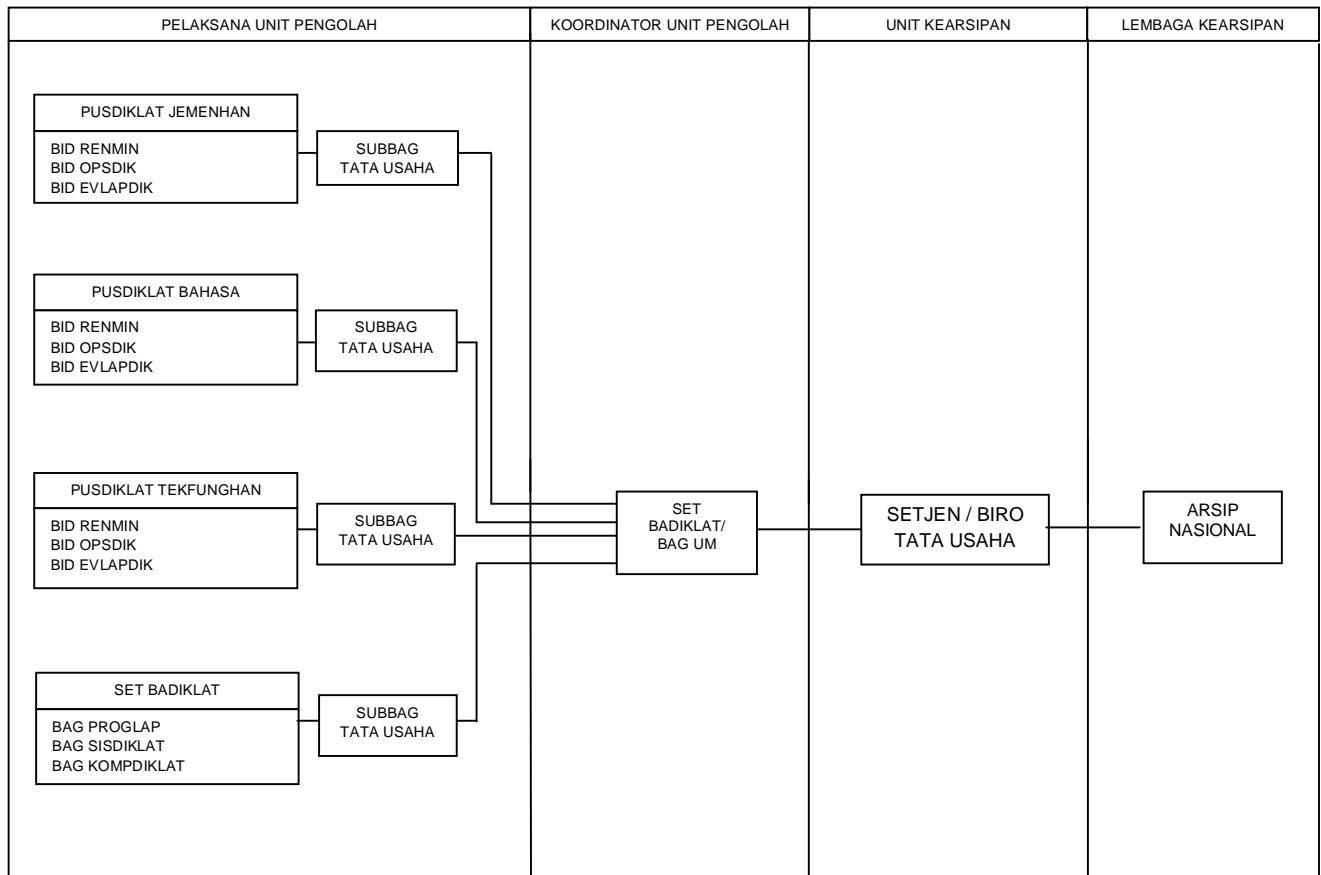 PELAKSANA UNIT PENGOLAH
KOORDINATOR UNIT PENGOLAH
UNIT KEARSIPAN
LEMBAGA KEARSIPAN
PUSDIKLAT JEMENHAN
BID RENMIN
BID OPSDIK
BID EVLAPDIK
SUBBAG
TATA USAHA
PUSDIKLAT BAHASA
BID RENMIN
BID OPSDIK
BID EVLAPDIK
SUBBAG
TATA USAHA
PUSDIKLAT TEKFUNGHAN
BID RENMIN
BID OPSDIK
BID EVLAPDIK
SUBBAG
TATA USAHA
SET BADIKLAT
BAG PROGLAP
BAG SISDIKLAT
BAG KOMPDIKLAT
SUBBAG
TATA USAHA
SET
BADIKLAT/
BAG UM
SETJEN / BIRO
TATA USAHA
ARSIP
NASIONAL